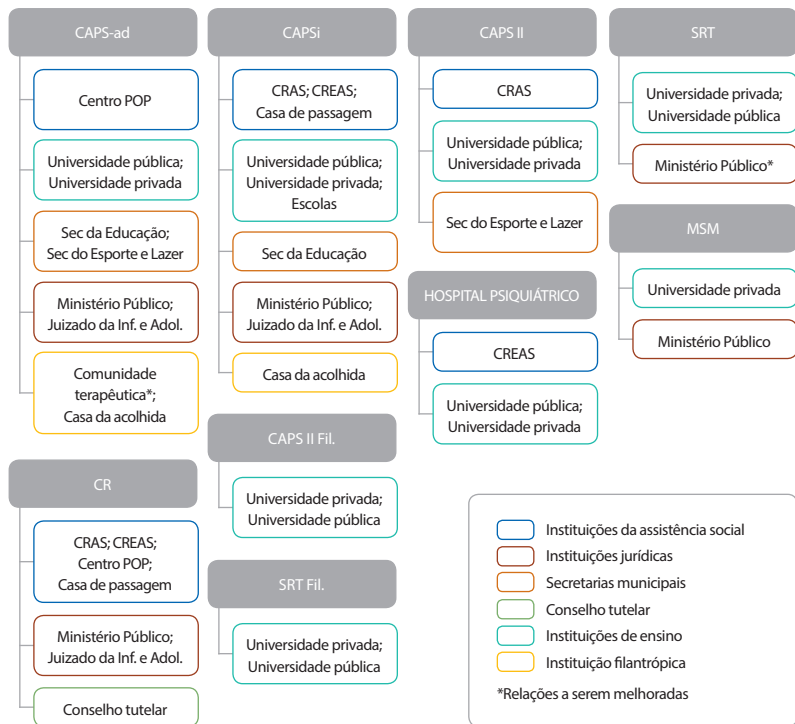 CAPS-ad
Centro POP
Universidade pública;
Universidade privada
Sec da Educação;
Sec do Esporte e Lazer
Ministério Público;
Juizado da Inf. e Adol.
Comunidade
terapêutica*;
Casa da acolhida
CR
CRAS; CREAS;
Centro POP;
Casa de passagem
Ministério Público;
Juizado da Inf. e Adol.
Conselho tutelar
CAPSi
CRAS; CREAS;
Casa de passagem
Universidade pública;
Universidade privada;
Escolas
Sec da Educação
Ministério Público;
Juizado da Inf. e Adol.
Casa da acolhida
CAPS II Fil.
Universidade privada;
Universidade pública
SRT Fil.
Universidade privada;
Universidade pública
CAPS II
CRAS
Universidade pública;
Universidade privada
Sec do Esporte e Lazer
HOSPITAL PSIQUIÁTRICO
CREAS
Universidade pública;
Universidade privada
SRT
Universidade privada;
Universidade pública
Ministério Público*
MSM
Universidade privada
Ministério Público
Instituições da assistência social
Instituições jurídicas
Secretarias municipais
Conselho tutelar
Instituições de ensino
Instituição filantrópica
*Relações a serem melhoradas